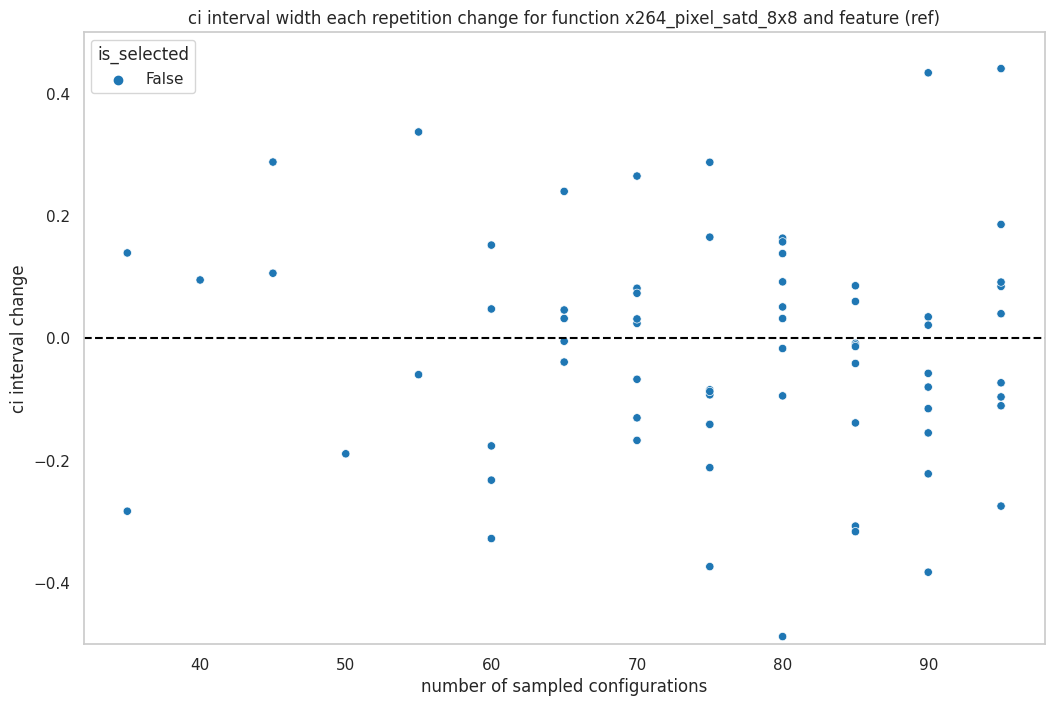 ci interval width each repetition change for function x264_pixel_satd_8x8 and feature (ref)
is_selected
False
ci interval change
0.4
0.2
0.0
−0.2
−0.4
40 50 60 70 80 90
number of sampled configurations